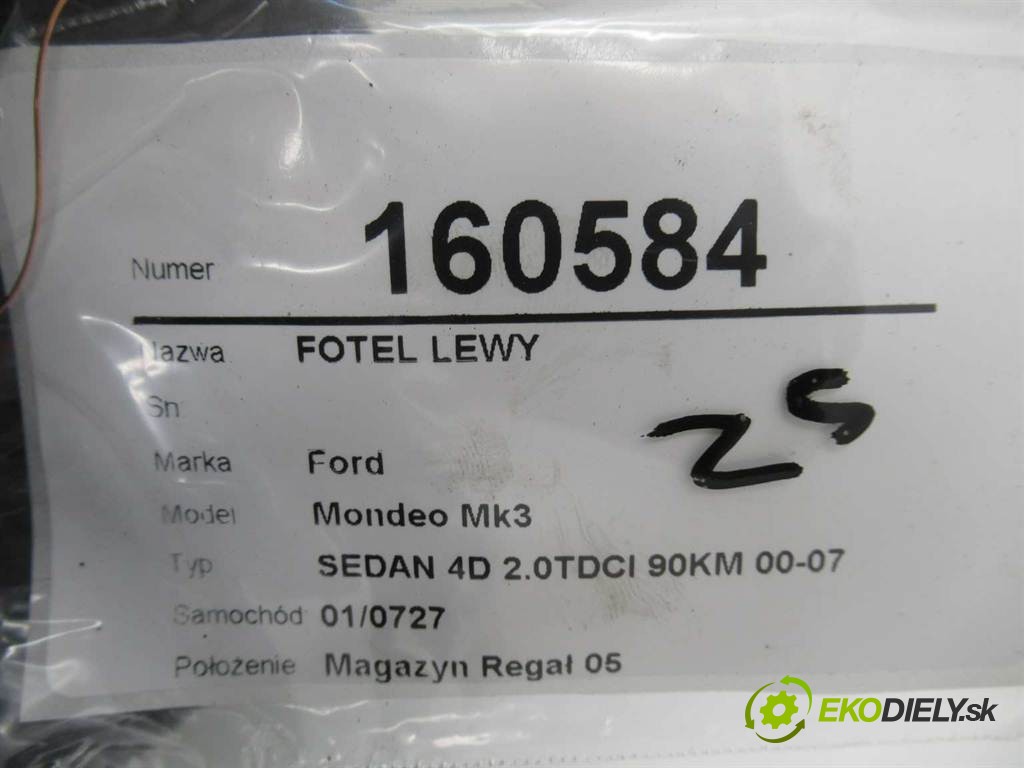 Numer 160584
Nazwa FOTEL LEWY
Sn:
ZS
Marka Ford
Model Mondeo Mk3
Typ SEDAN 4D 2.0TDCI 90KM 00-07
Samochód 01/0727
Położenie Magazyn Regał 05
EKODIELY.sk